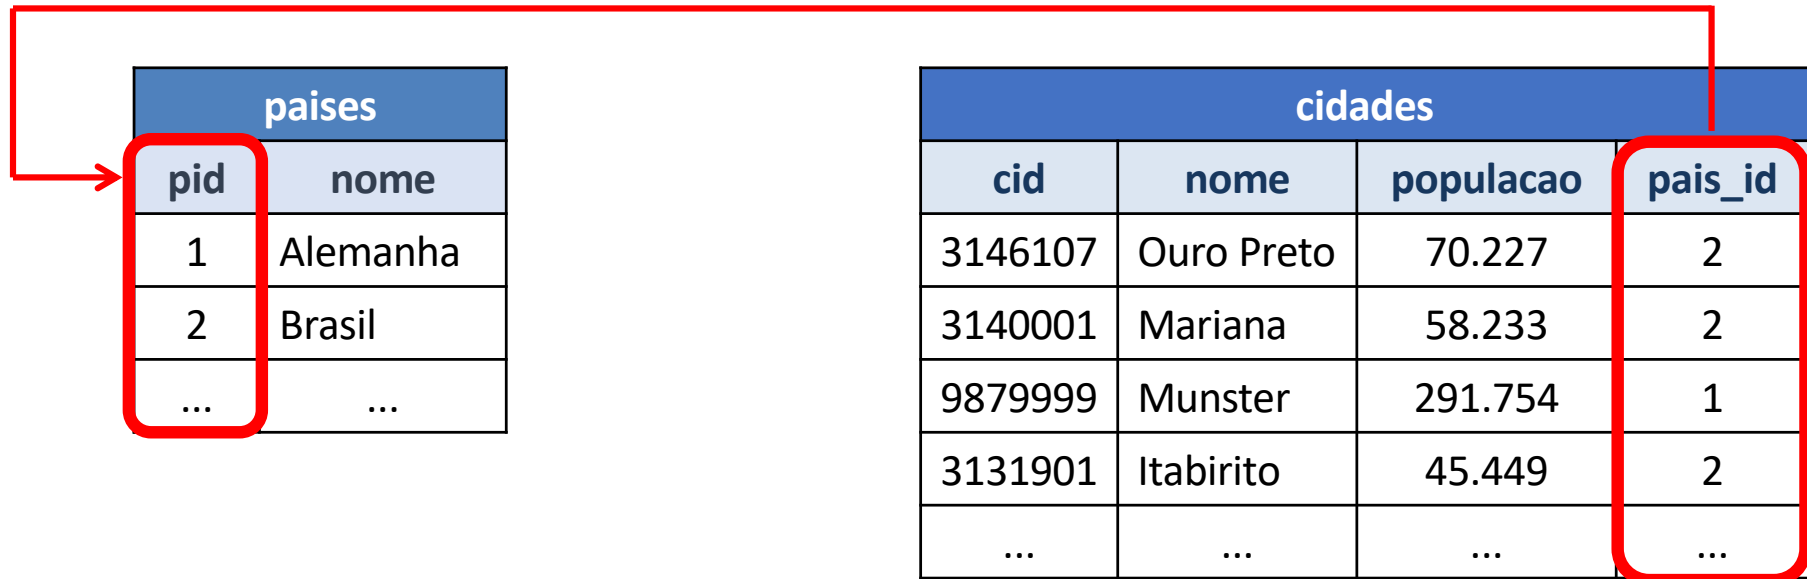 paises
pid nome
1 Alemanha
2 Brasil
... ...
cidades
cid nome populacao pais_id
3146107 Ouro Preto 70.227 2
3140001 Mariana 58.233 2
9879999 Munster 291.754 1
3131901 Itabirito 45.449 2
... ... ... ...